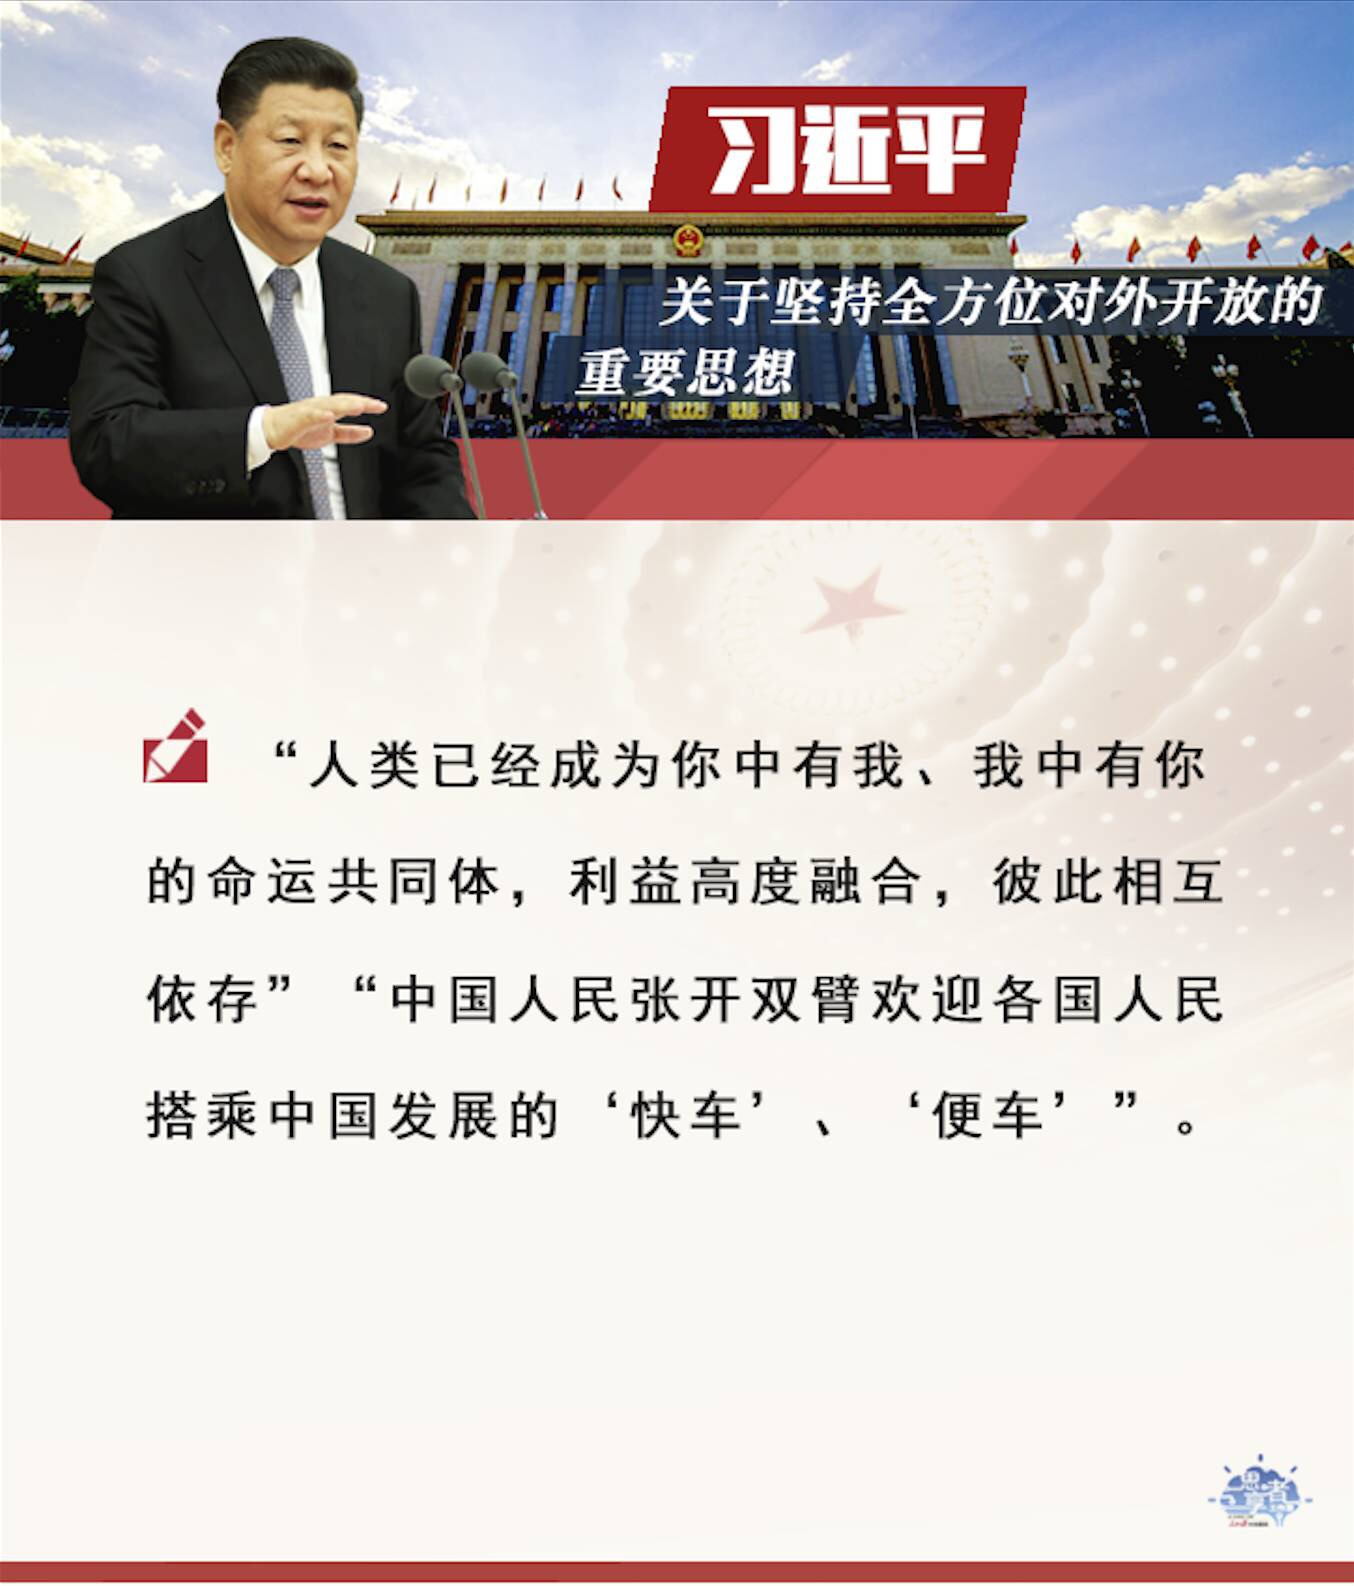 习近平
关于坚持全方位对外开放的
重要思想
“人类已经成为你中有我、我中有你
的命运共同体，利益高度融合，彼此相互
依存”“中国人民张开双臂欢迎各国人民
搭乘中国发展的‘快车’、‘便车’”。
思享者